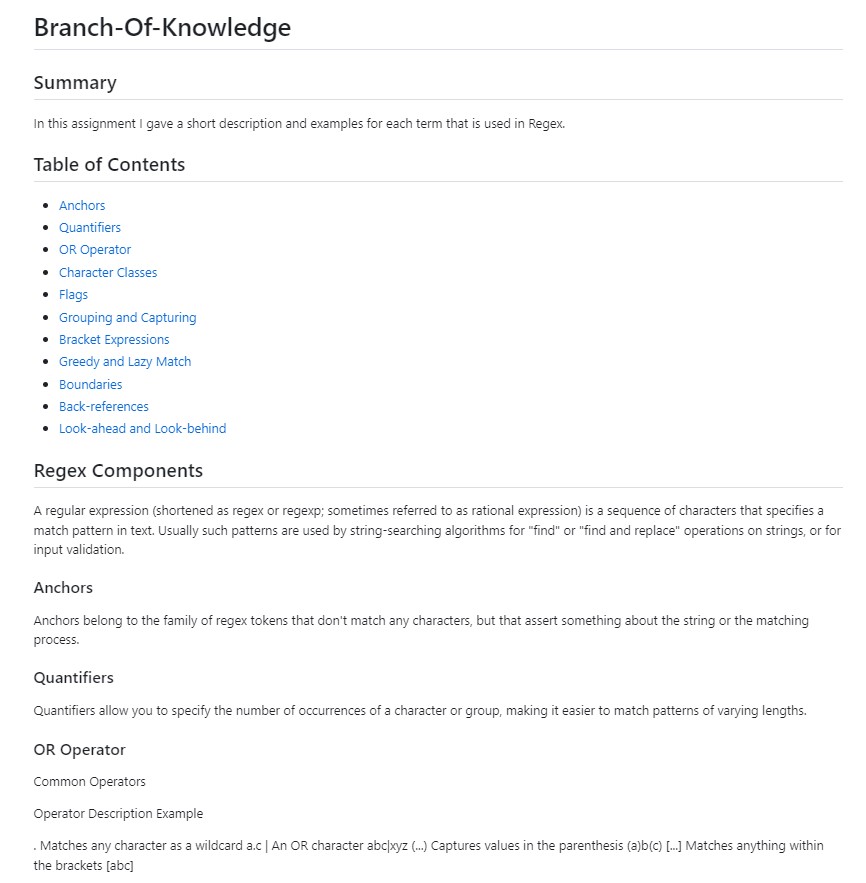 Branch-Of-Knowledge
Summary
In this assignment I gave a short description and examples for each term that is used in Regex.
Table of Contents
Anchors
Quantifiers
OR Operator
Character Classes
Flags
Grouping and Capturing
Bracket Expressions
Greedy and Lazy Match
Boundaries
Back-references
Look-ahead and Look-behind
Regex Components
A regular expression (shortened as regex or regexp; sometimes referred to as rational expression) is a sequence of characters that specifies a
match pattern in text. Usually such patterns are used by string-searching algorithms for "find" or "find and replace" operations on strings, or for
input validation.
Anchors
Anchors belong to the family of regex tokens that don't match any characters, but that assert something about the string or the matching
process.
Quantifiers
Quantifiers allow you to specify the number of occurrences of a character or group, making it easier to match patterns of varying lengths.
OR Operator
Common Operators
Operator Description Example
. Matches any character as a wildcard a.c | An OR character abc|xyz (...) Captures values in the parenthesis (a)b(c) [...] Matches anything within
the brackets [abc]